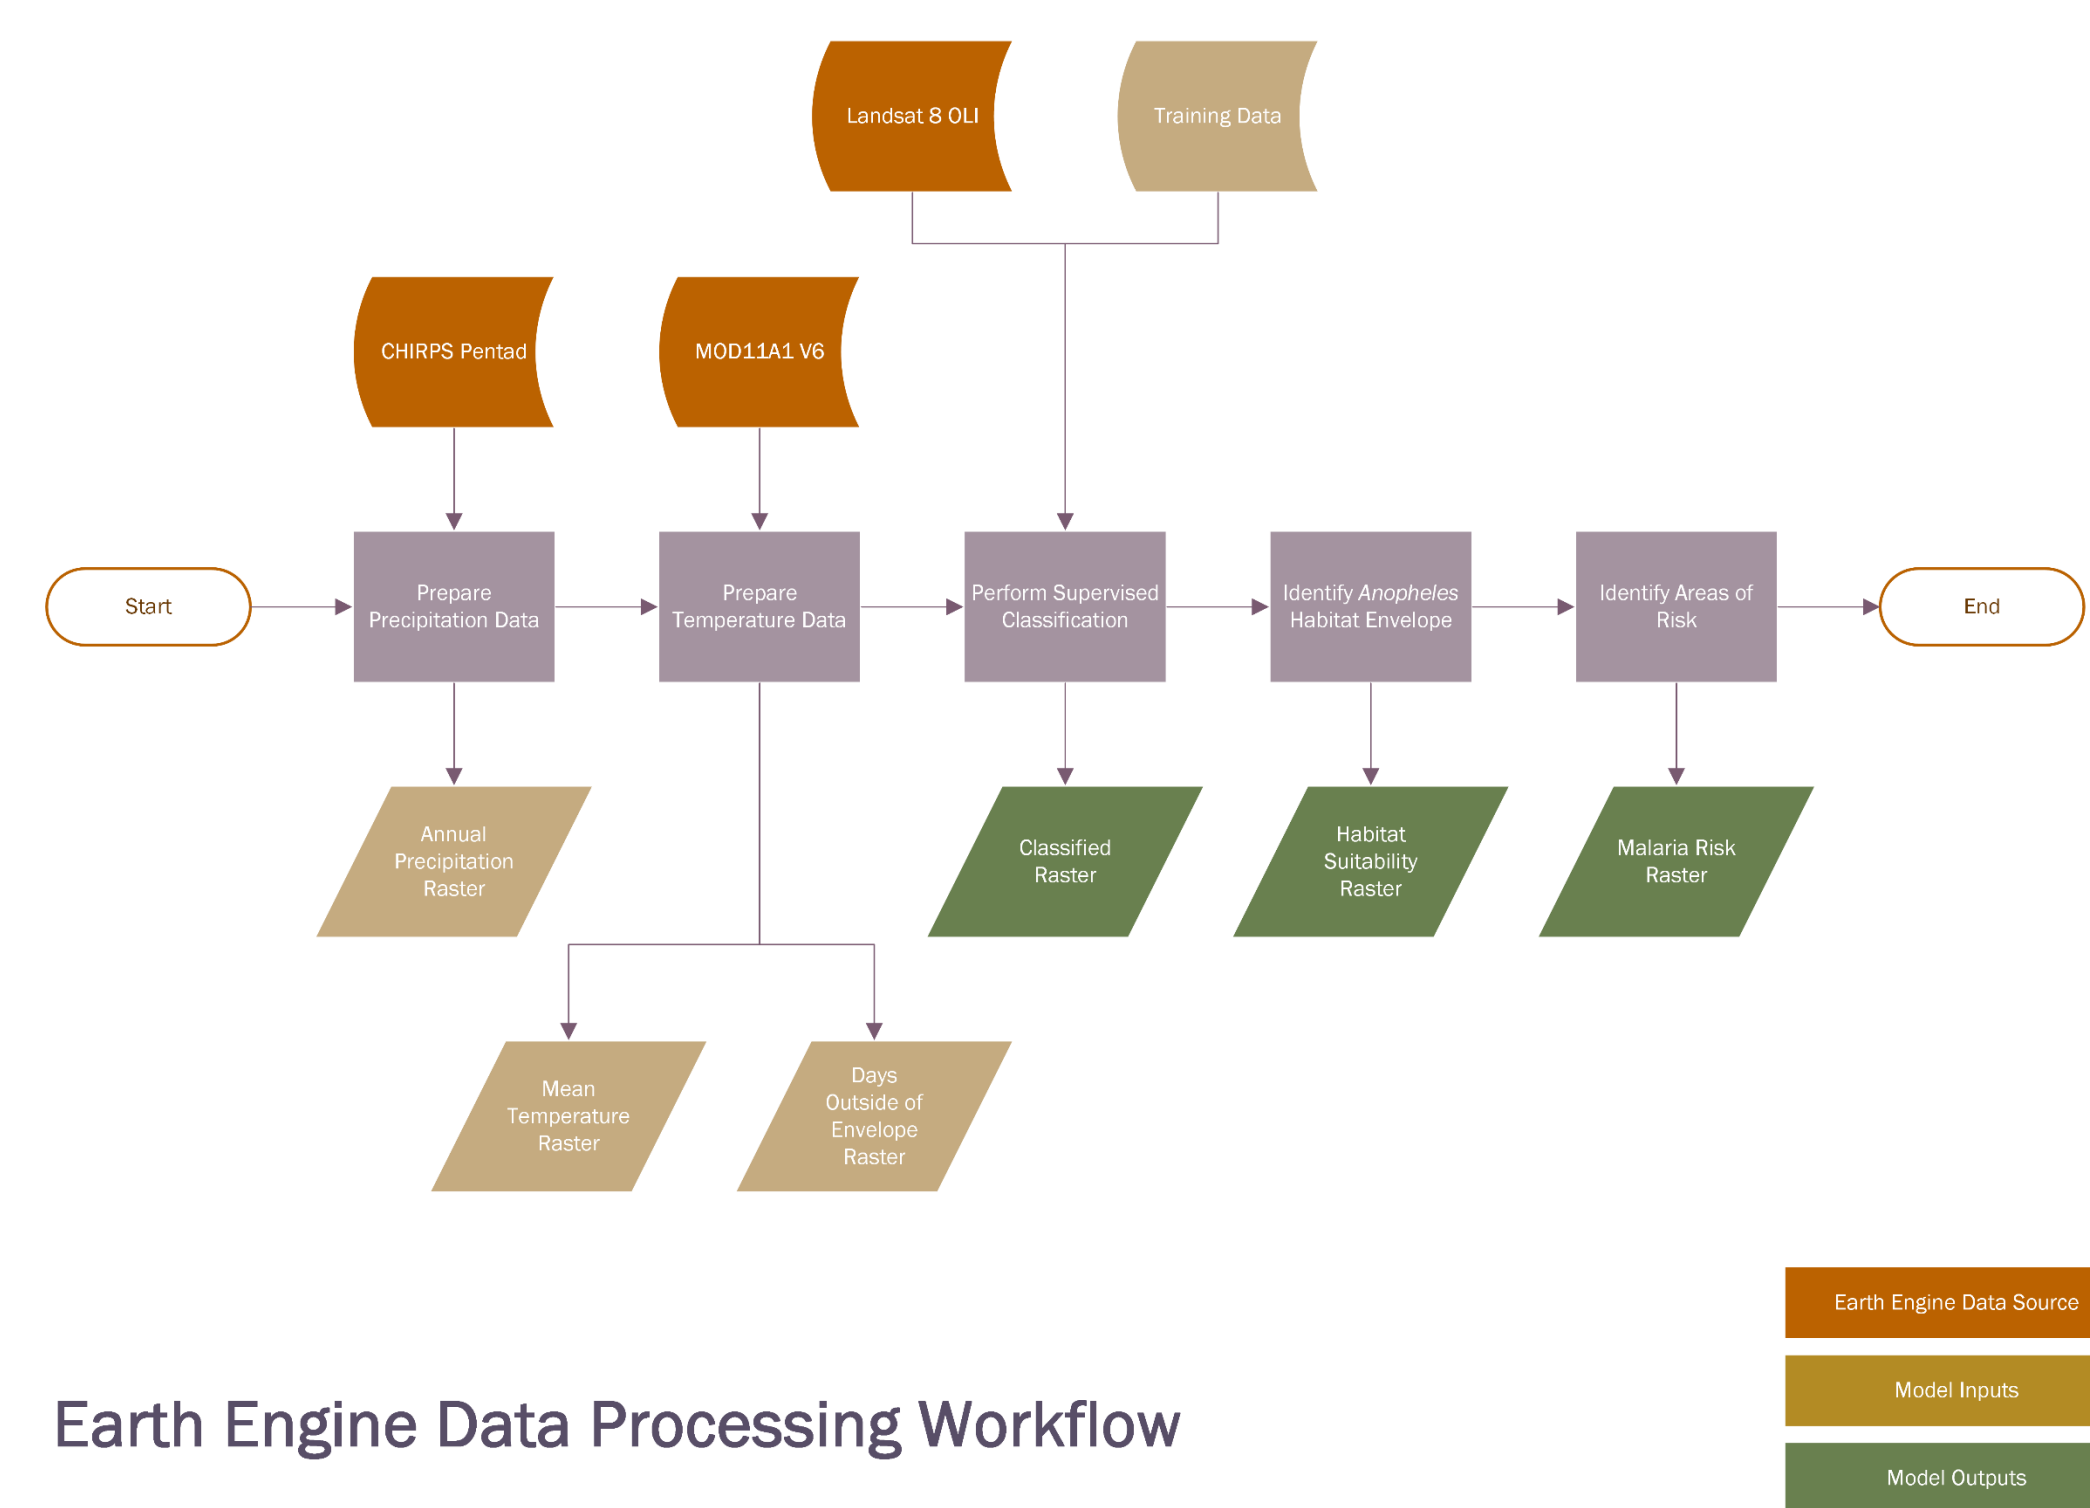 Landsat 8 OLI
Training Data
CHIRPS Pentad
MOD11A1 V6
Start
Prepare
Precipitation Data
Prepare
Temperature Data
Perform Supervised
Classification
Identify Anopheles
Habitat Envelope
Identify Areas of
Risk
End
Annual
Precipitation
Raster
Classified
Raster
Habitat
Suitability
Raster
Malaria Risk
Raster
Mean
Temperature
Raster
Days
Outside of
Envelope
Raster
Earth Engine Data Source
Model Inputs
Model Outputs
Earth Engine Data Processing Workflow